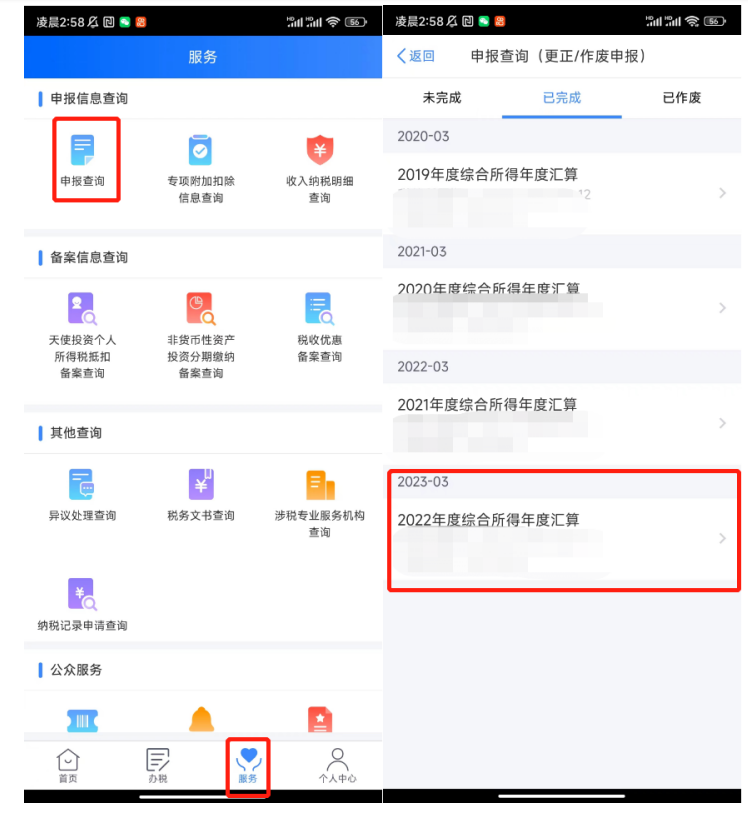 凌晨2:58
56
服务
申报信息查询
申报查询
专项附加扣除
信息查询
收入纳税明细
查询
备案信息查询
天使投资个人
所得税抵扣
备案查询
非货币性资产
投资分期缴纳
备案查询
税收优惠
备案查询
其他查询
异议处理查询
税务文书查询
涉税专业服务机构
查询
纳税记录申请查询
公众服务
首页
办税
服务
个人中心
凌晨2:58
56
返回
申报查询（更正/作废申报）
未完成
已完成
已作废
2020-03
2019年度综合所得年度汇算
2021-03
2020年度综合所得年度汇算
2022-03
2021年度综合所得年度汇算
2023-03
2022年度综合所得年度汇算